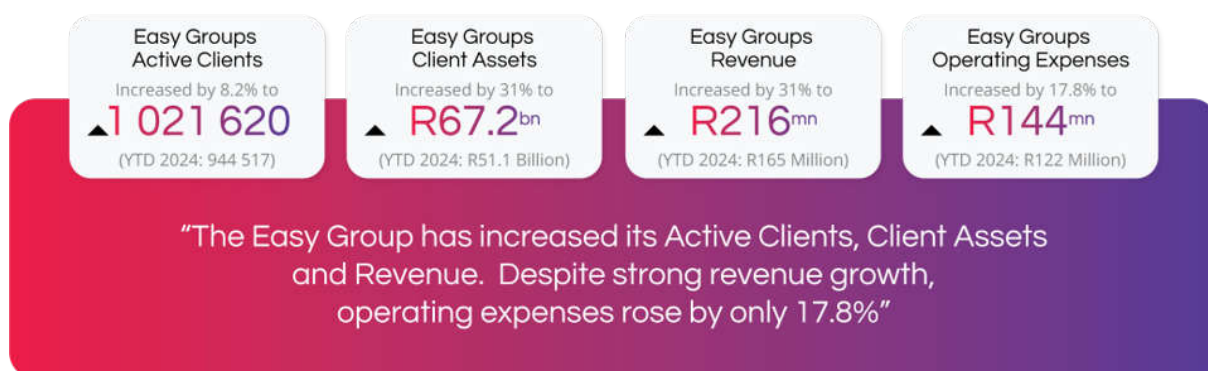 Easy Groups
Active Clients
Increased by 8.2% to
1 021 620
(YTD 2024: 944 517)
Easy Groups
Client Assets
Increased by 31% to
R67.2bn
(YTD 2024: R51.1 Billion)
Easy Groups
Revenue
Increased by 31% to
R216mn
(YTD 2024: R165 Million)
Easy Groups
Operating Expenses
Increased by 17.8% to
R144mn
(YTD 2024: R122 Million)
“The Easy Group has increased its Active Clients, Client Assets
and Revenue. Despite strong revenue growth,
operating expenses rose by only 17.8%”